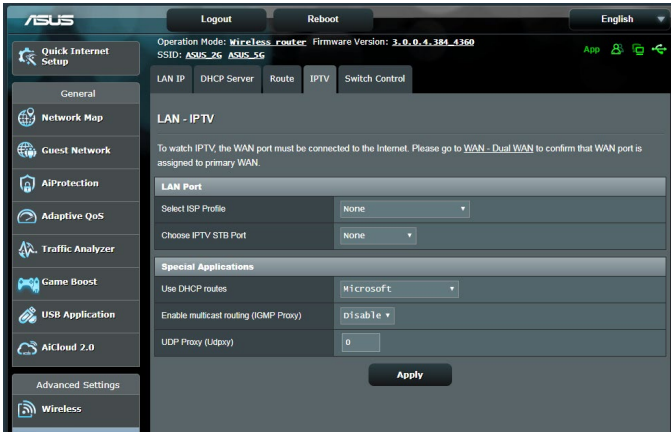 ASUS
Logout
Reboot
English
Quick Internet
Setup
Operation Mode: Wireless router Firmware Version: 3.0.0.4.384_4360
SSID: ASUS_2G ASUS_5G
App
LAN IP
DHCP Server
Route
IPTV
Switch Control
General
Network Map
Guest Network
AiProtection
Adaptive QoS
Traffic Analyzer
Game Boost
USB Application
AiCloud 2.0
Advanced Settings
Wireless
LAN - IPTV
To watch IPTV, the WAN port must be connected to the Internet. Please go to WAN - Dual WAN to confirm that WAN port is
assigned to primary WAN.
LAN Port
Select ISP Profile None
Choose IPTV STB Port None
Special Applications
Use DHCP routes Microsoft
Enable multicast routing (IGMP Proxy) Disable
UDP Proxy (Udpxy) 0
Apply